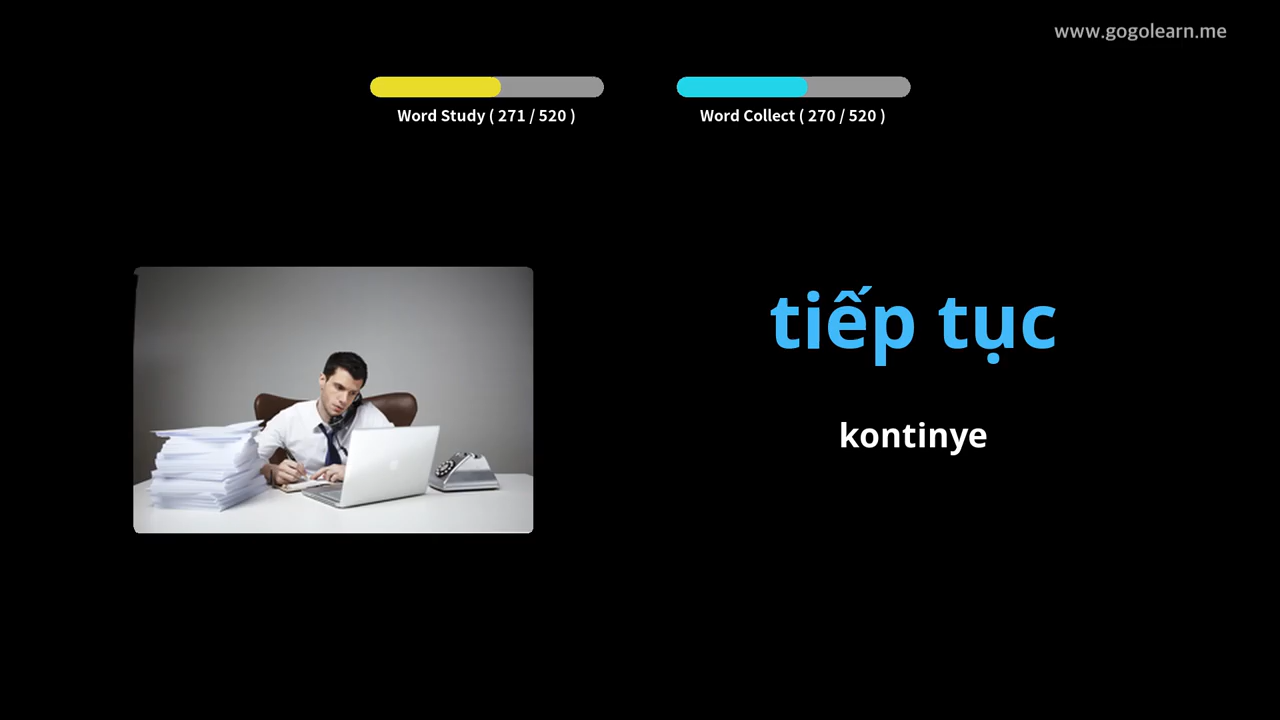 www.gogolearn.me
Word Study ( 271 / 520 )
Word Collect ( 270 / 520 )
tiếp tục
kontinye